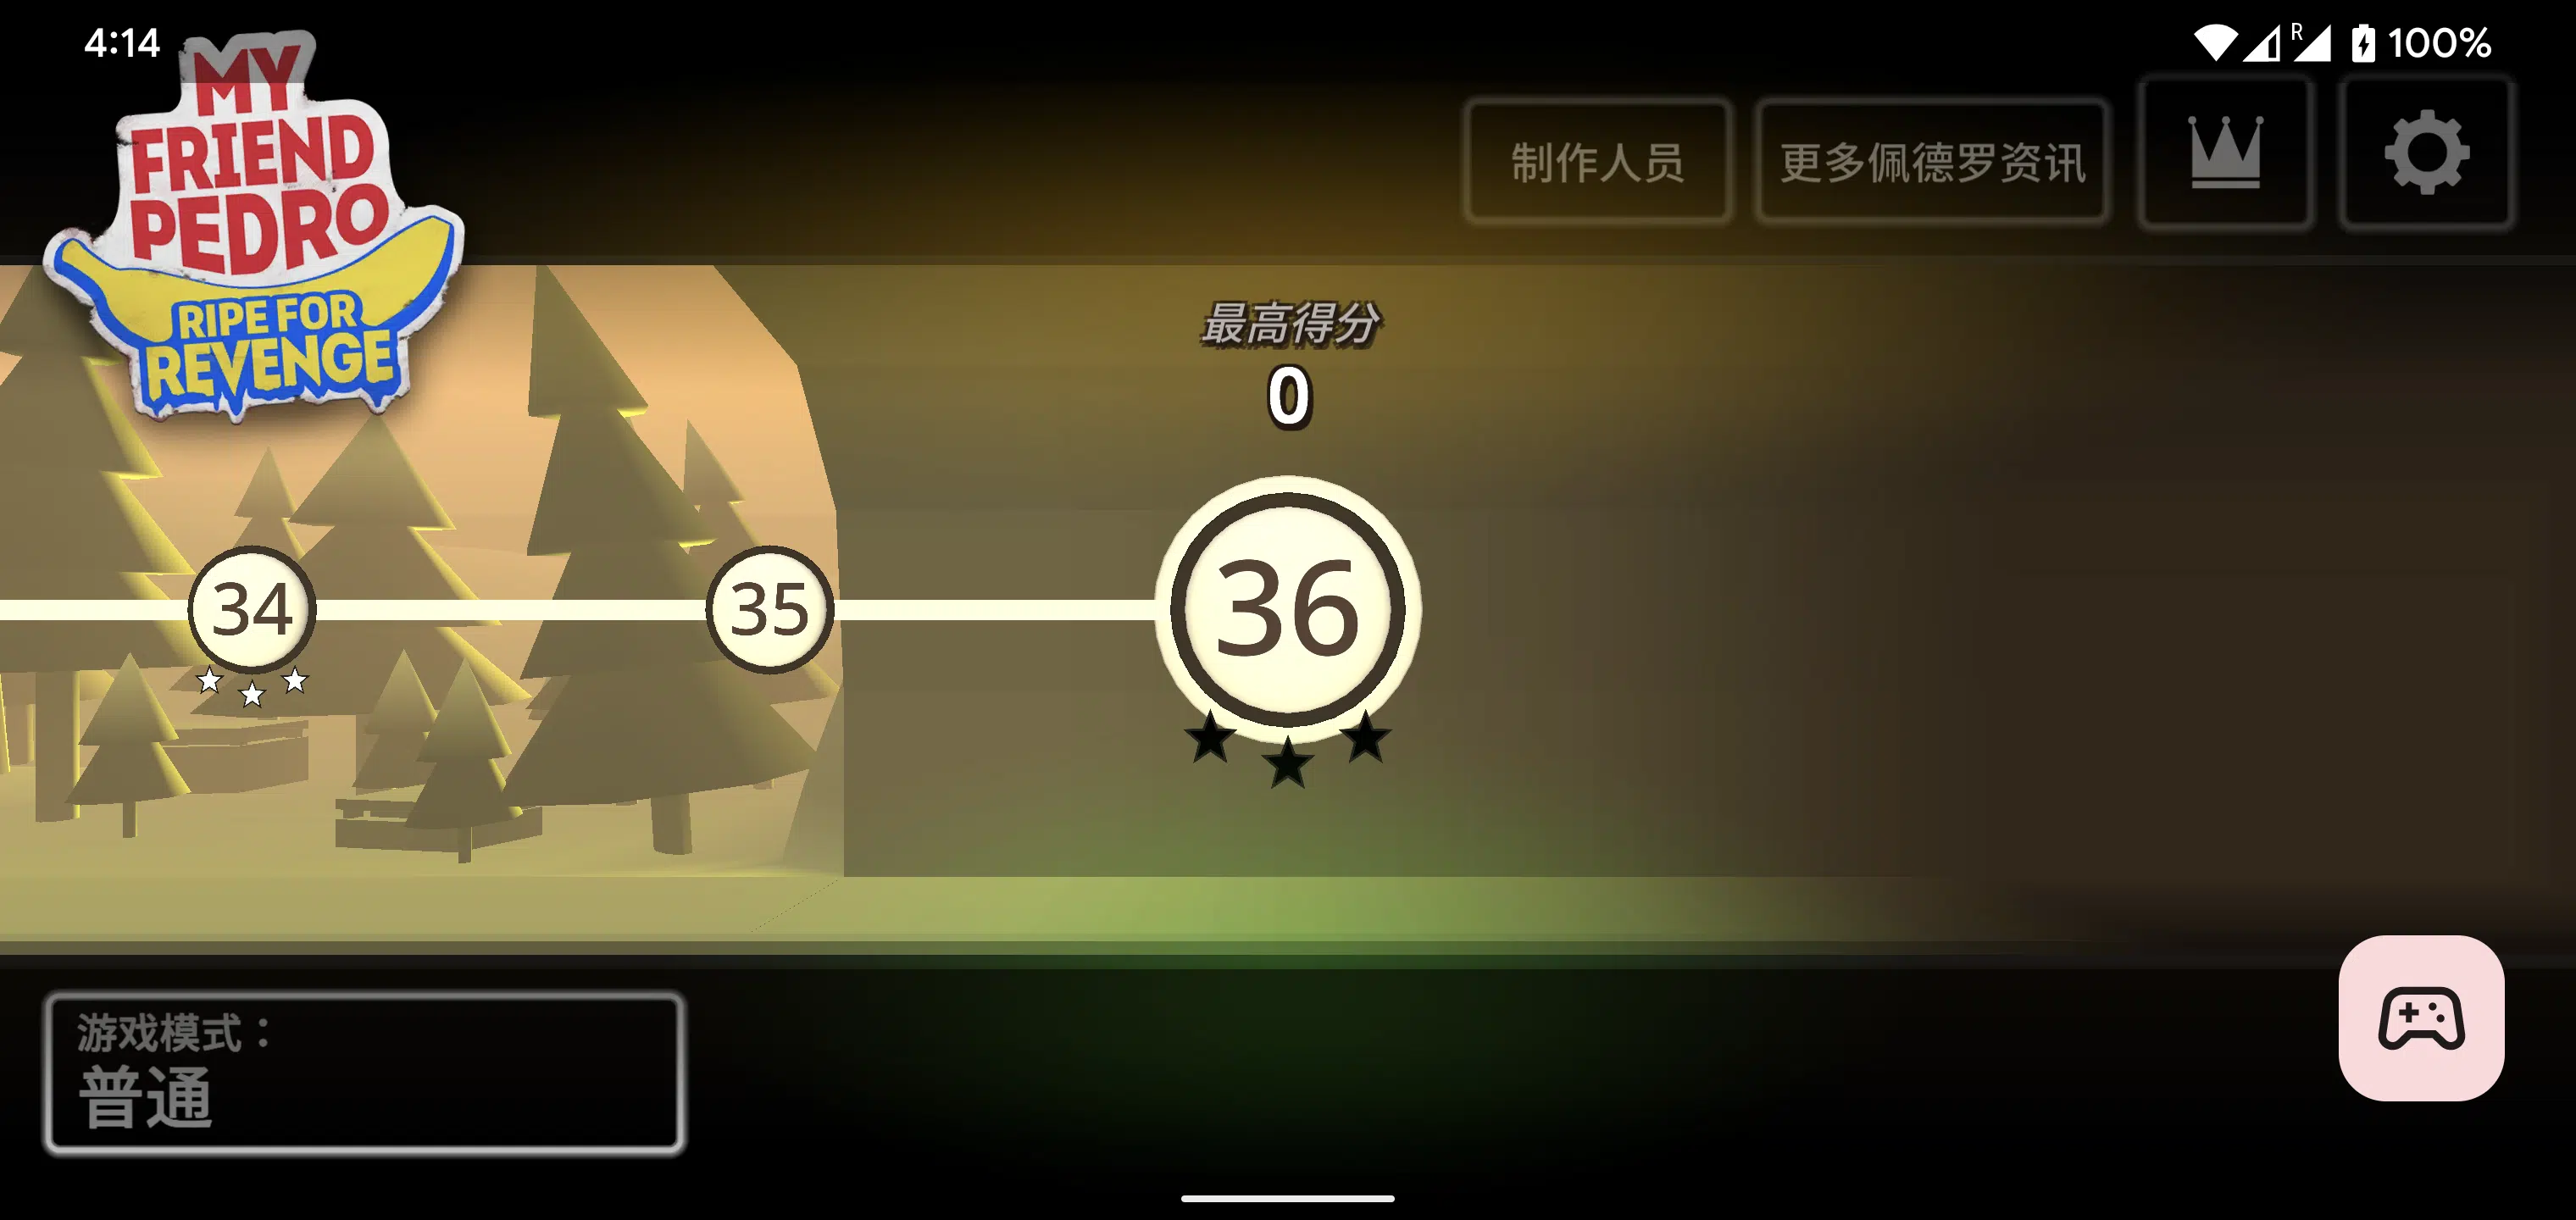 4:14
R
100%
MY
FRIEND
PEDRO
RIPE FOR
REVENGE
制作人员
更多佩德罗资讯
最高得分
0
34
35
36
游戏模式：
普通